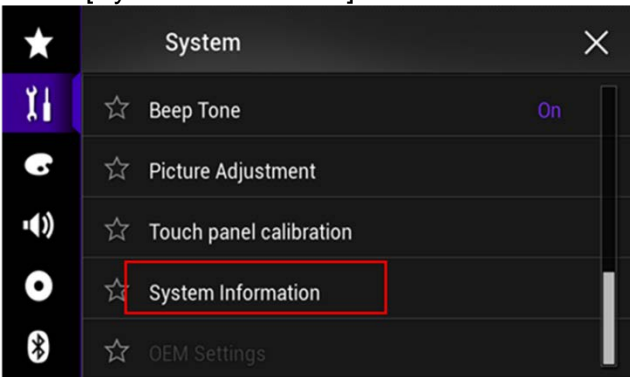 System
Beep Tone On
Picture Adjustment
Touch panel calibration
System Information
OEM Settings